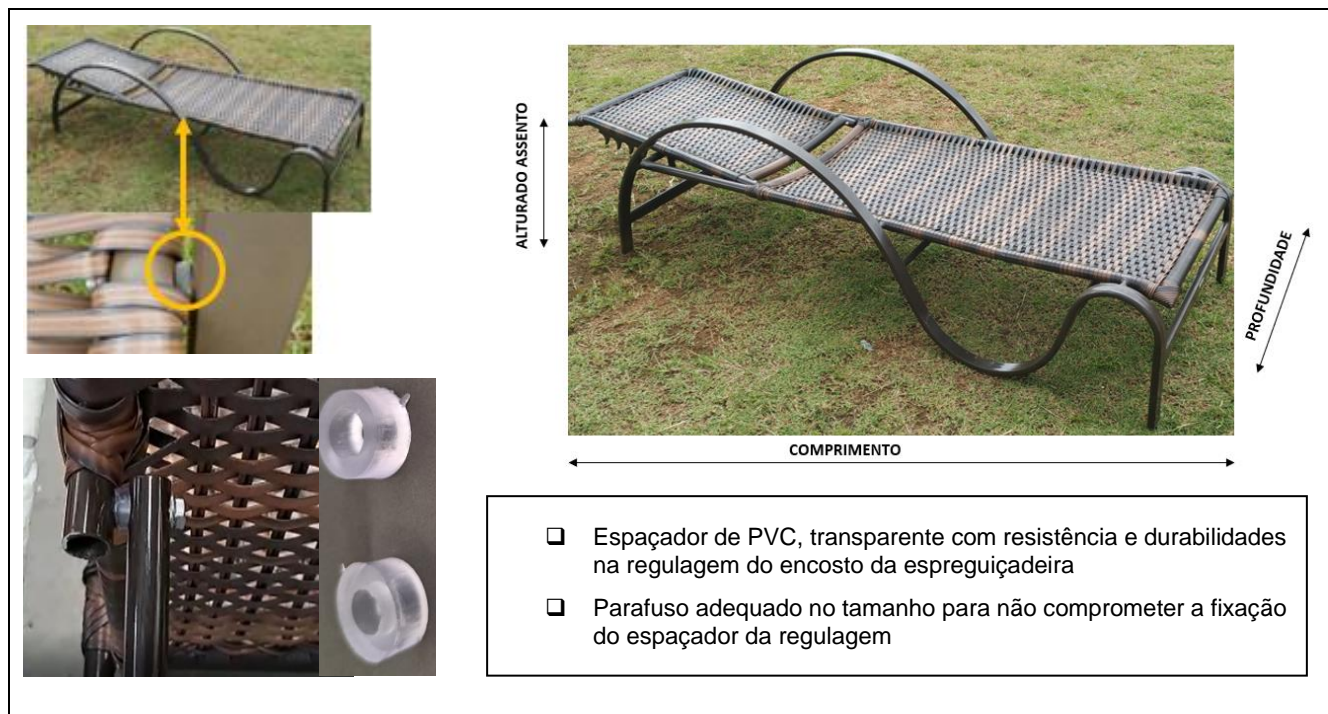 ALTURADO ASSENTO
PROFUNDIDADE
COMPRIMENTO
❑ Espaçador de PVC, transparente com resistência e durabilidades
na regulagem do encosto da espreguiçadeira
❑ Parafuso adequado no tamanho para não comprometer a fixação
do espaçador da regulagem